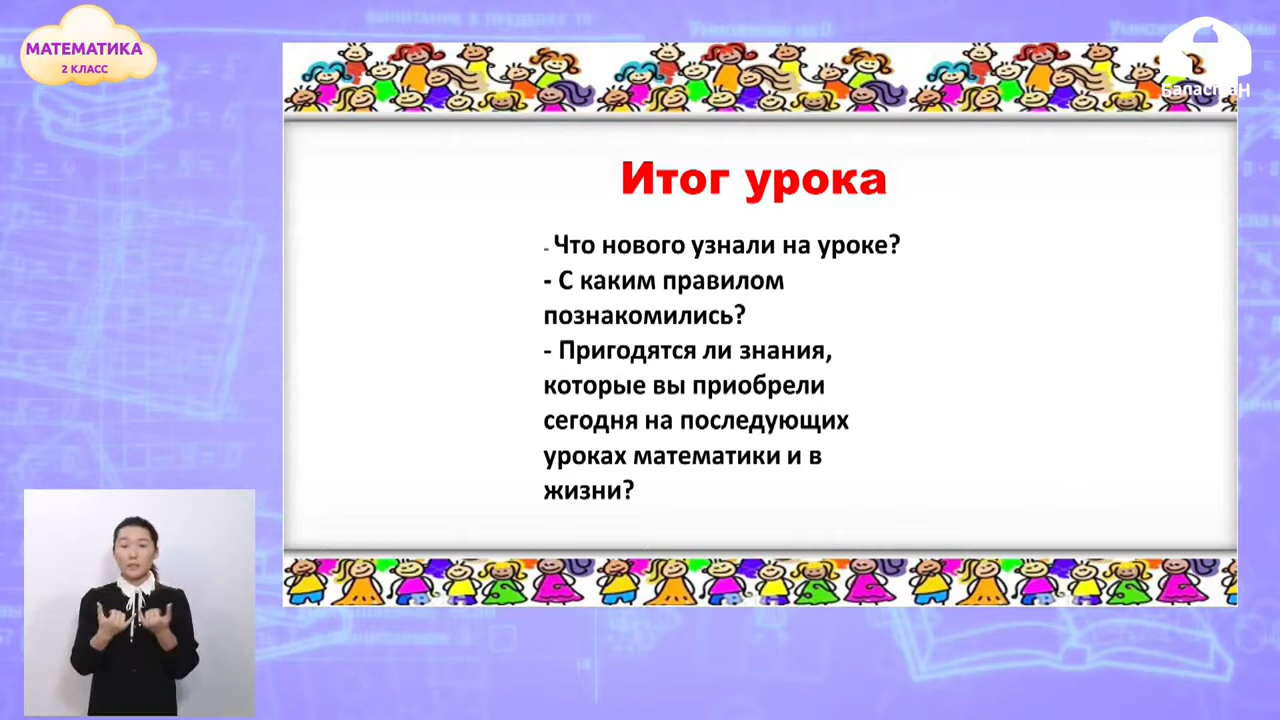 МАТЕМАТИКА
2 КЛАСС
Баластан
Итог урока
- Что нового узнали на уроке?
- С каким правилом
познакомились?
- Пригодятся ли знания,
которые вы приобрели
сегодня на последующих
уроках математики и в
жизни?